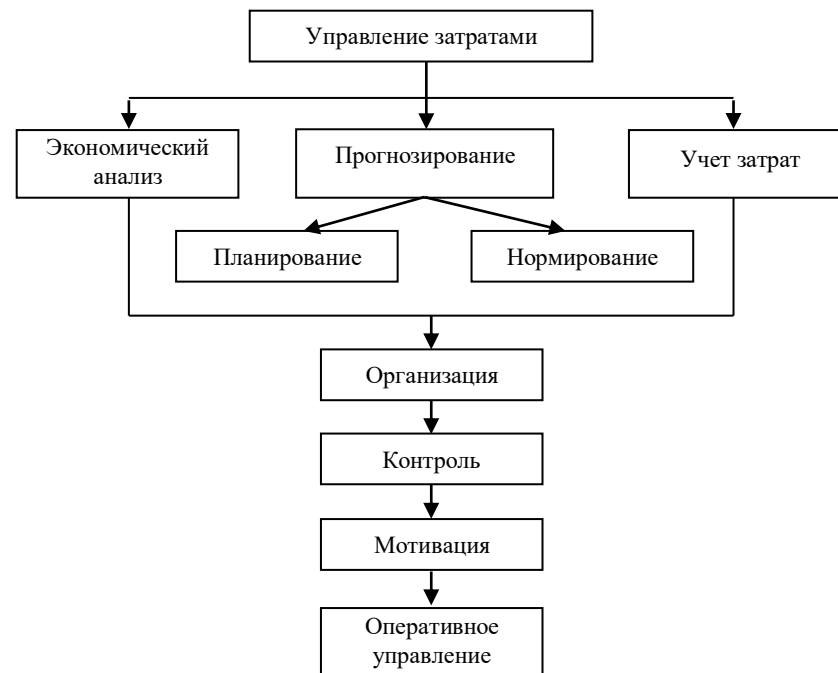 Управление затратами
Экономический
анализ
Прогнозирование
Учет затрат
Планирование
Нормирование
Организация
Контроль
Мотивация
Оперативное
управление